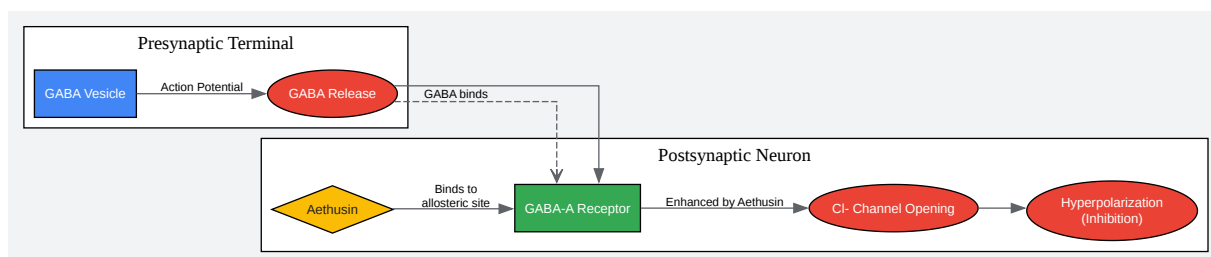 Presynaptic Terminal
GABA Vesicle
Action Potential
GABA Release
GABA binds
Postsynaptic Neuron
Aethusin
Binds to
allosteric site
GABA-A Receptor
Enhanced by Aethusin
Cl- Channel Opening
Hyperpolarization
(Inhibition)